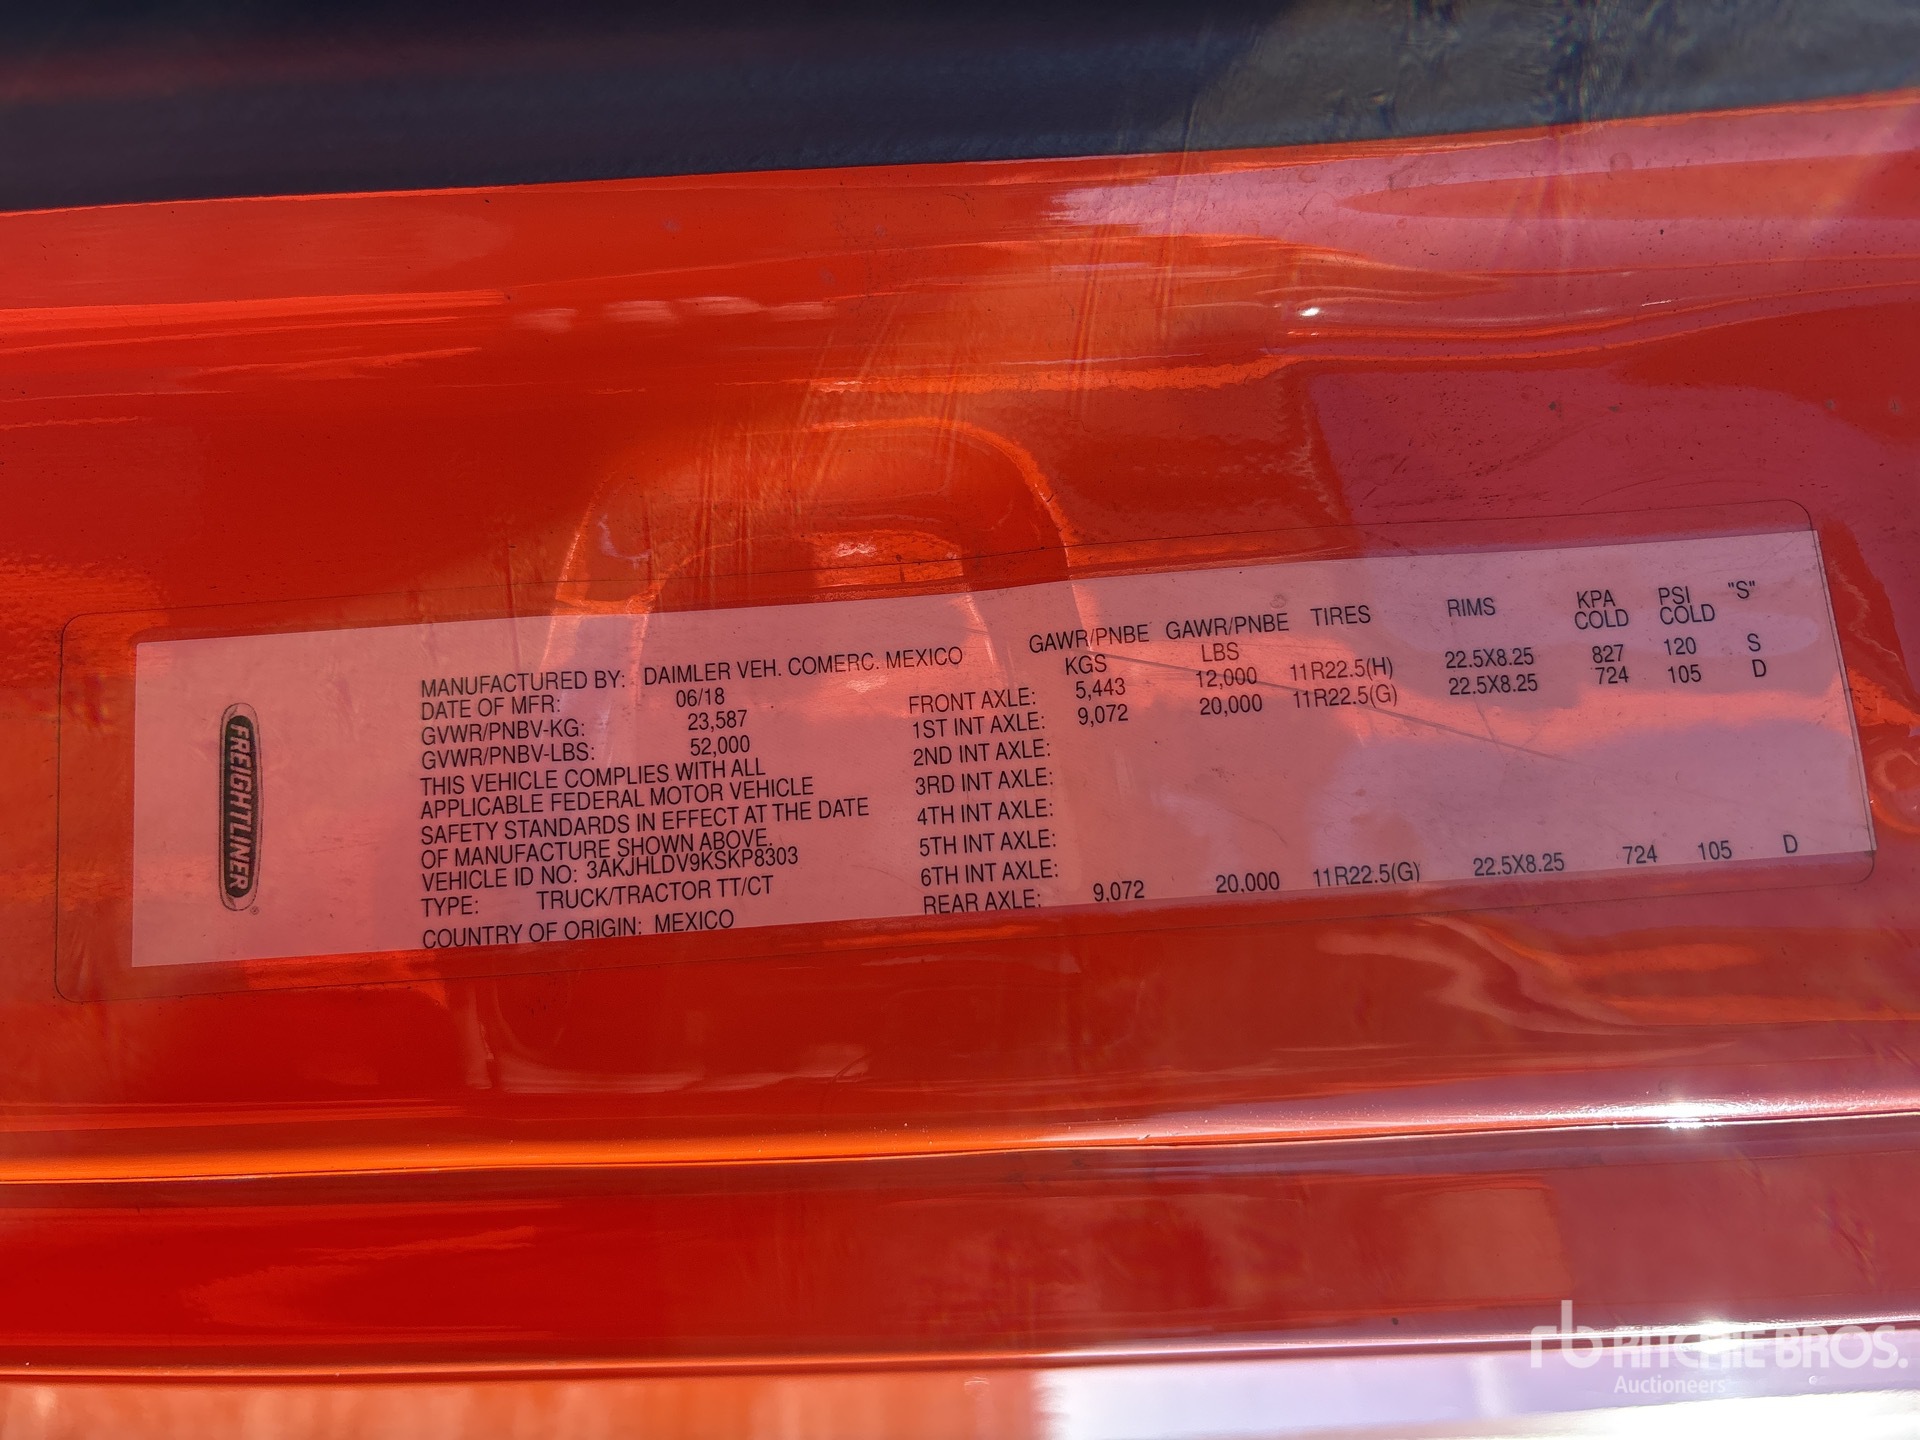 FREIGHTLINER
MANUFACTURED BY: DAIMLER VEH. COMERC. MEXICO
DATE OF MFR: 06/18
GVWR/PNBV-KG: 23,587
GVWR/PNBV-LBS: 52,000
THIS VEHICLE COMPLIES WITH ALL
APPLICABLE FEDERAL MOTOR VEHICLE
SAFETY STANDARDS IN EFFECT AT THE DATE
OF MANUFACTURE SHOWN ABOVE.
VEHICLE ID NO: 3AKJHLDV9KSKP8303
TYPE: TRUCK/TRACTOR TT/CT
COUNTRY OF ORIGIN: MEXICO
GAWR/PNBE GAWR/PNBE TIRES RIMS KPA PSI "S"
KGS LBS COLD COLD
FRONT AXLE: 5,443 12,000 11R22.5(H) 22.5X8.25 827 120 S
1ST INT AXLE: 9,072 20,000 11R22.5(G) 22.5X8.25 724 105 D
2ND INT AXLE:
3RD INT AXLE:
4TH INT AXLE:
5TH INT AXLE:
6TH INT AXLE:
REAR AXLE: 9,072 20,000 11R22.5(G) 22.5X8.25 724 105 D
rb RITCHIE BROS.
Auctioneers